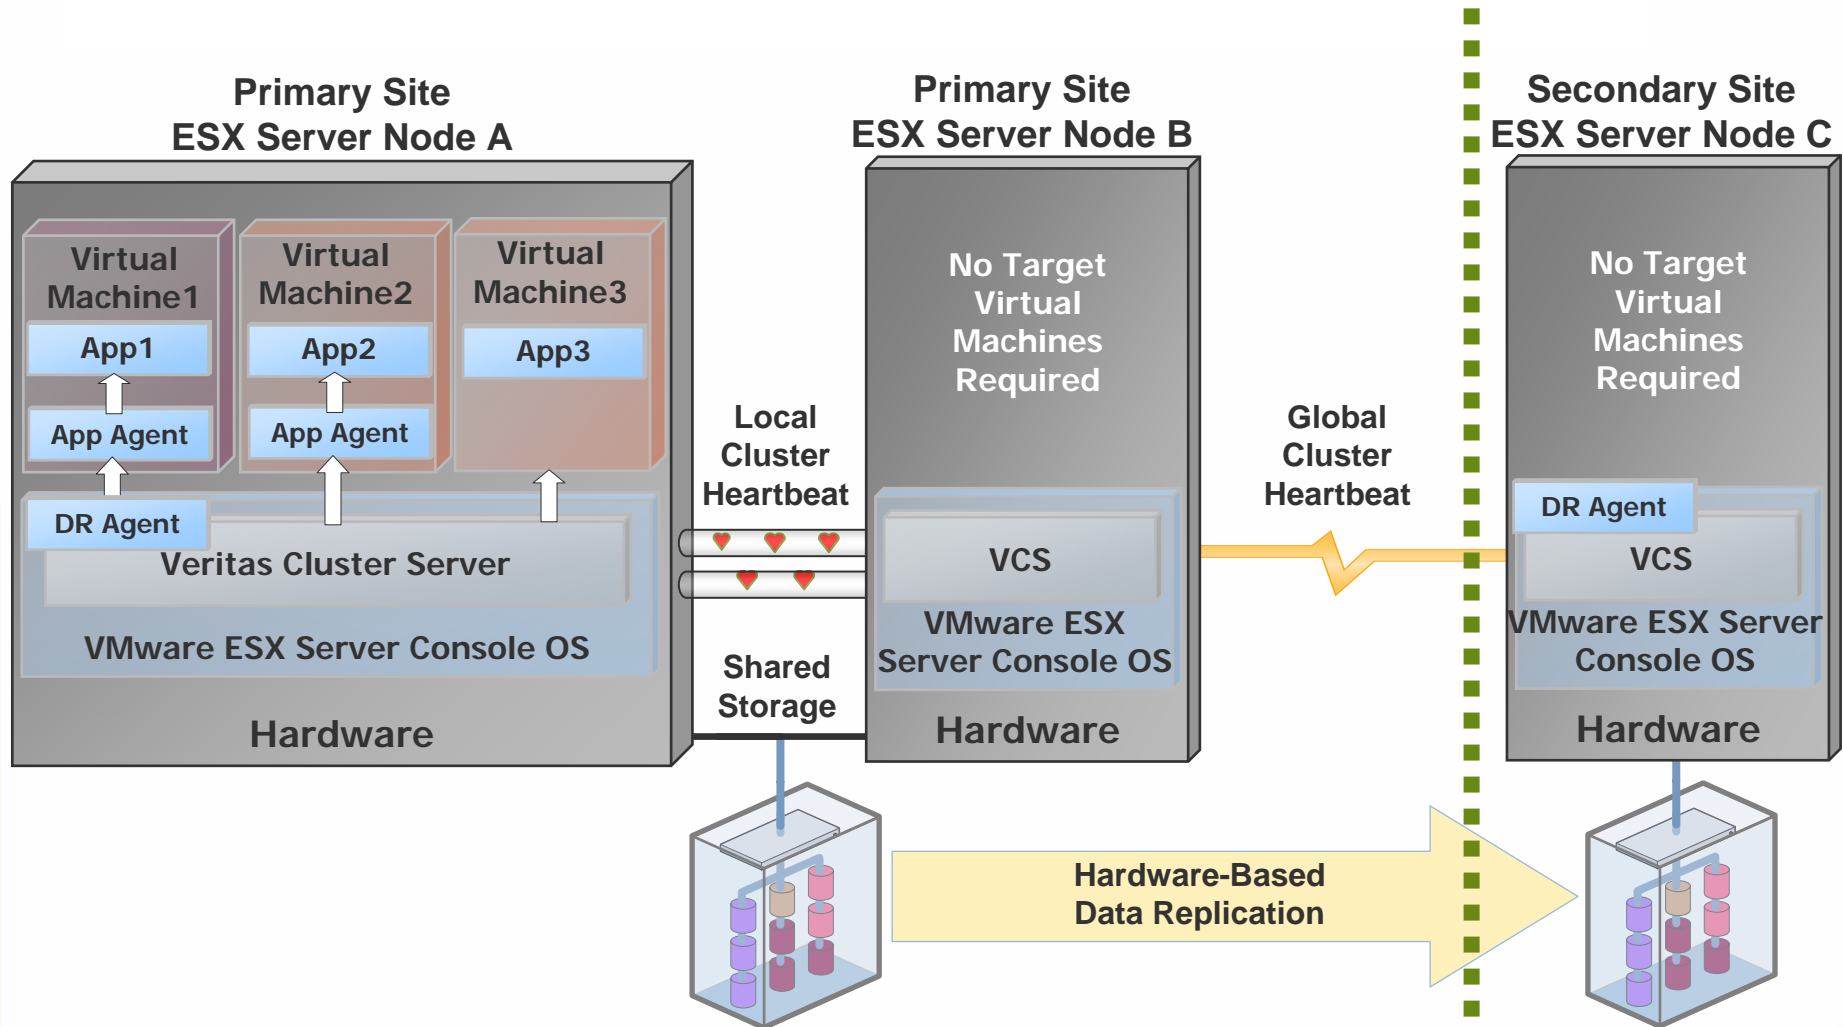 Primary Site
ESX Server Node A
Primary Site
ESX Server Node B
Secondary Site
ESX Server Node C
Virtual
Machine1
App1
App Agent
Virtual
Machine2
App2
App Agent
Virtual
Machine3
App3
DR Agent
Veritas Cluster Server
VMware ESX Server Console OS
Hardware
Local
Cluster
Heartbeat
Shared
Storage
No Target
Virtual
Machines
Required
VCS
VMware ESX
Server Console OS
Hardware
Global
Cluster
Heartbeat
No Target
Virtual
Machines
Required
DR Agent
VCS
VMware ESX Server
Console OS
Hardware
Hardware-Based
Data Replication